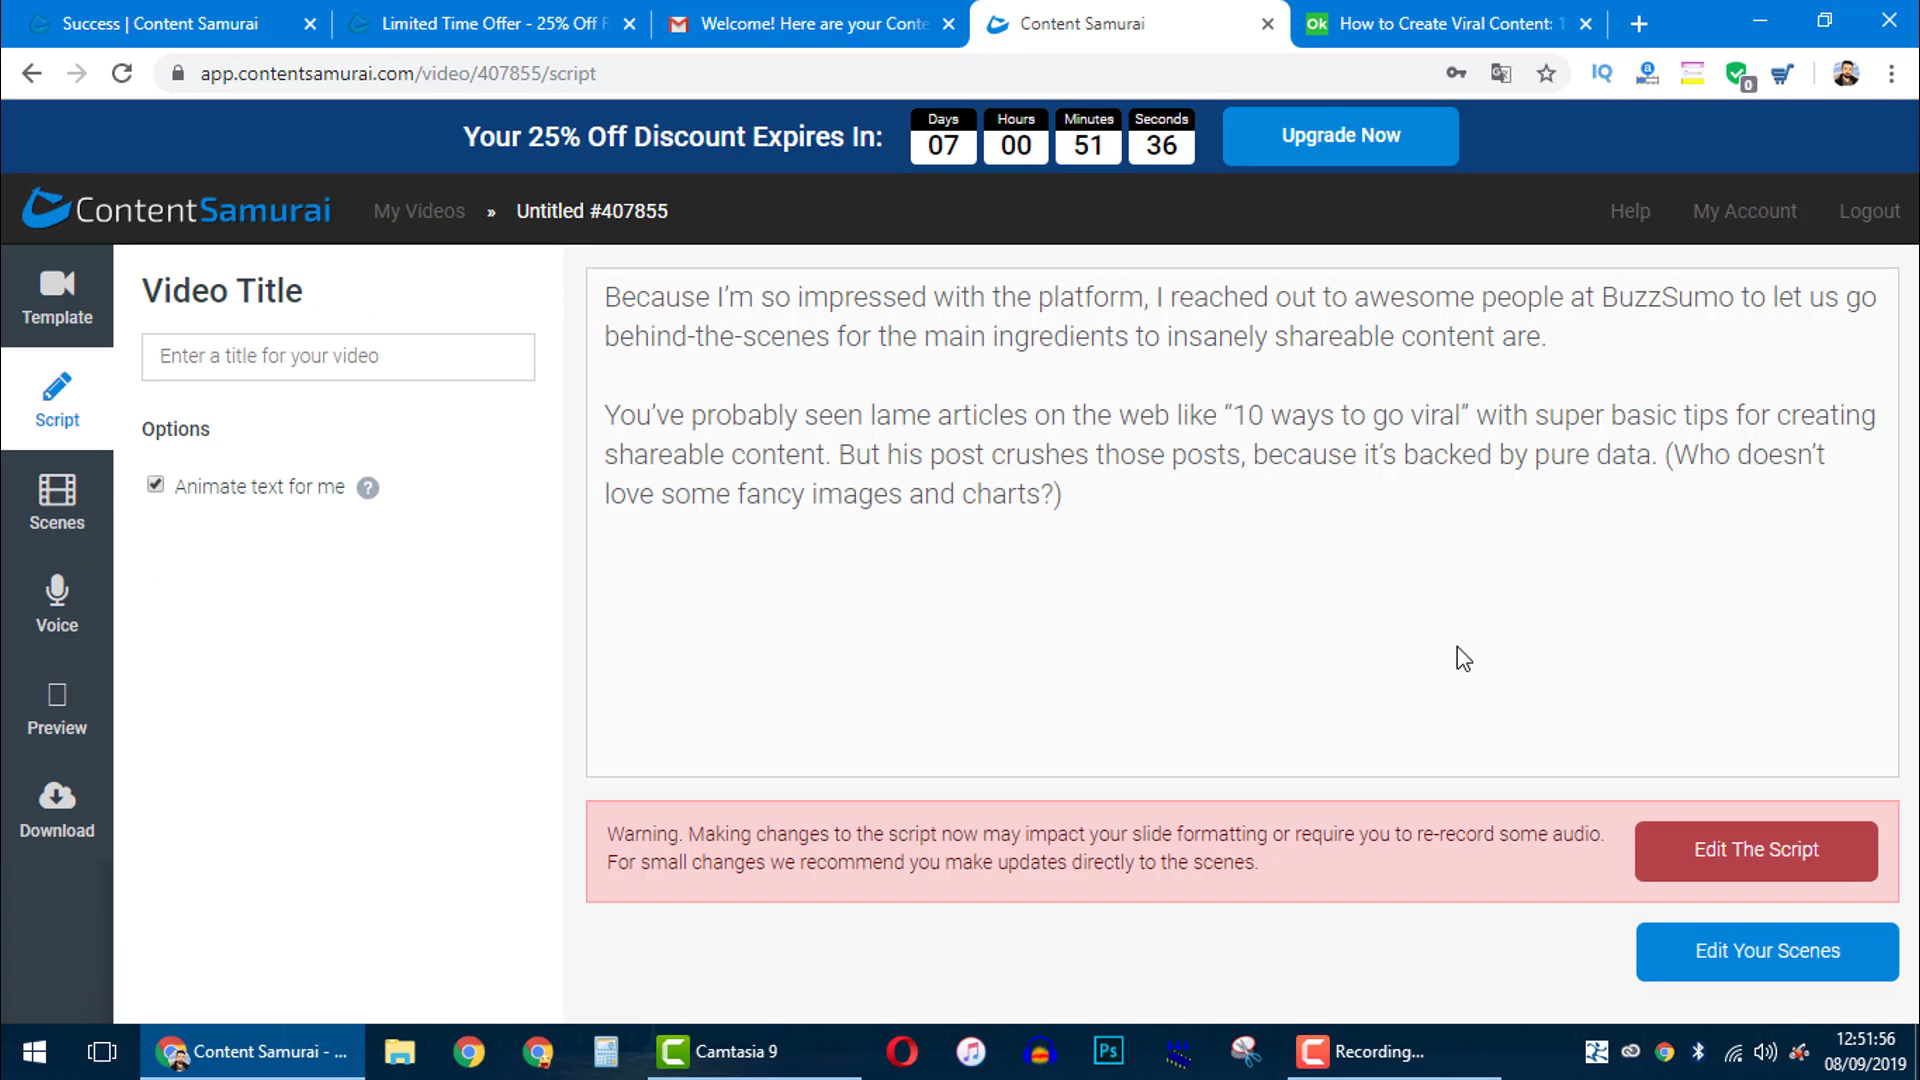 Success | Content Samurai
Limited Time Offer - 25% Off F
Welcome! Here are your Conte
Content Samurai
Ok
How to Create Viral Content: 1
app.contentsamurai.com/video/407855/script
IQ
a
0
Your 25% Off Discount Expires In:
Days
07
Hours
00
Minutes
51
Seconds
36
Upgrade Now
ContentSamurai
My Videos » Untitled #407855
Help
My Account
Logout
Template
Script
Scenes
Voice
Preview
Download
Video Title
Enter a title for your video
Options
Animate text for me ?
Because I’m so impressed with the platform, I reached out to awesome people at BuzzSumo to let us go
behind-the-scenes for the main ingredients to insanely shareable content are.
You’ve probably seen lame articles on the web like “10 ways to go viral” with super basic tips for creating
shareable content. But his post crushes those posts, because it’s backed by pure data. (Who doesn’t
love some fancy images and charts?)
Warning. Making changes to the script now may impact your slide formatting or require you to re-record some audio.
For small changes we recommend you make updates directly to the scenes.
Edit The Script
Edit Your Scenes
Content Samurai - ...
C
Camtasia 9
Ps
C
Recording...
12:51:56
08/09/2019